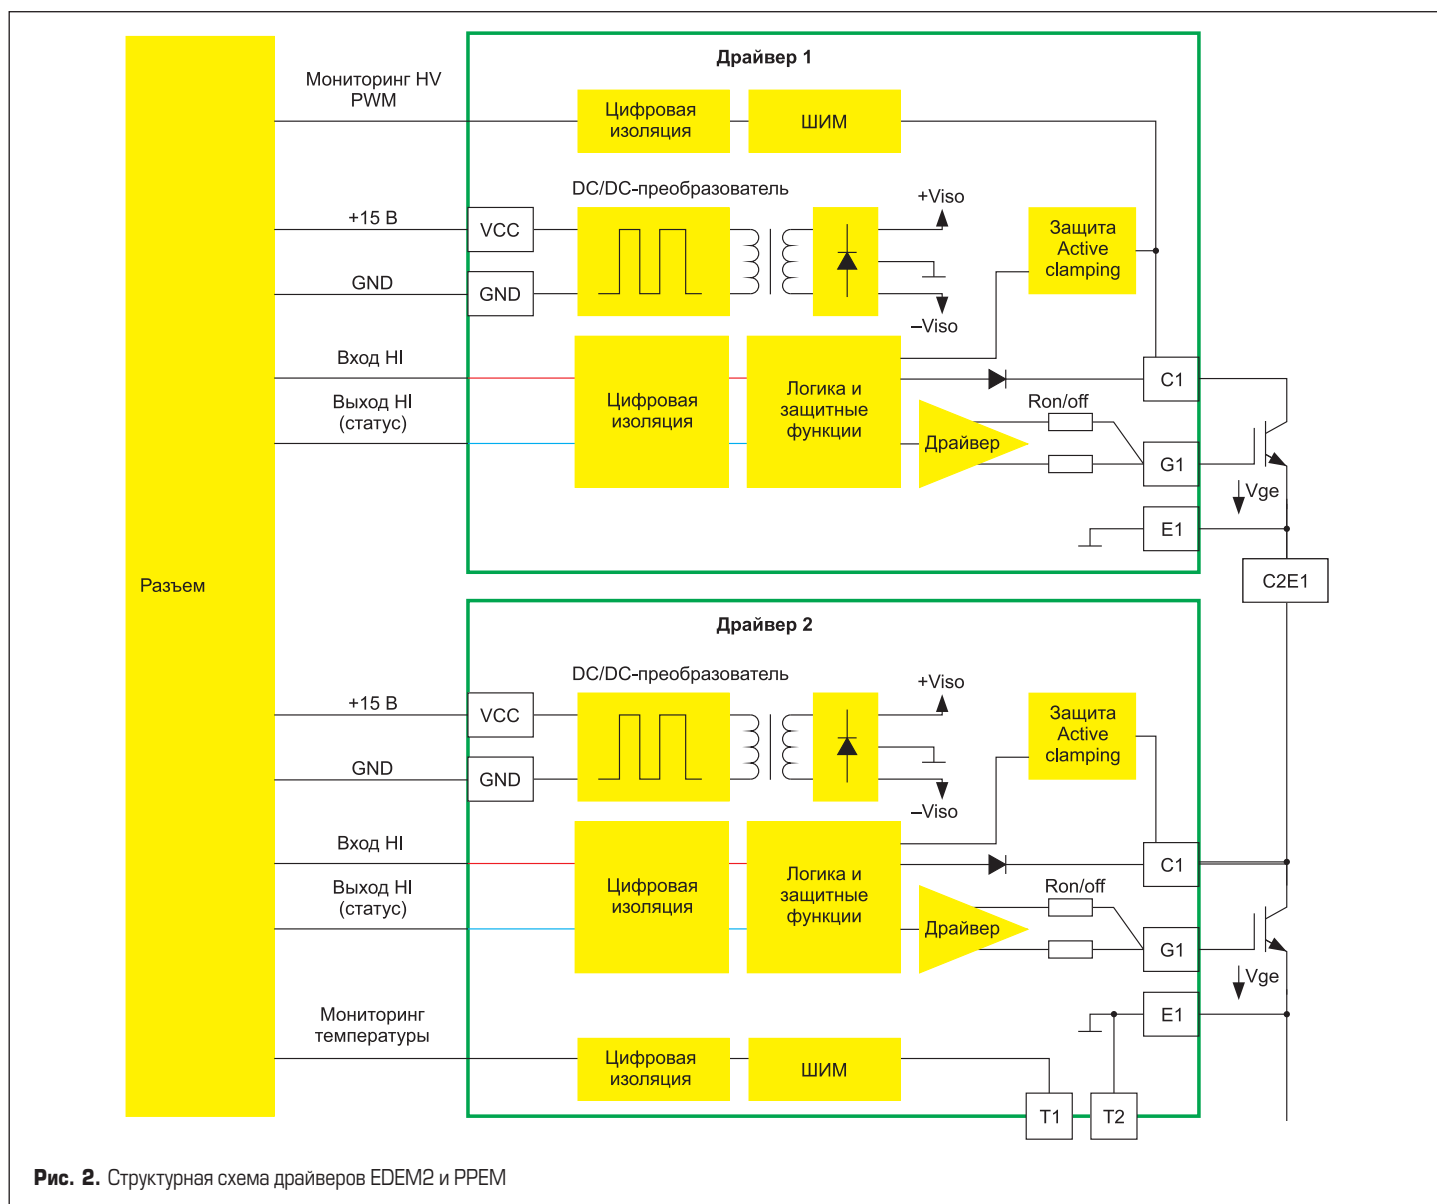 Драйвер 1
Мониторинг HV
PWM
Цифровая
изоляция
ШИМ
DC/DC-преобразователь
+Viso
+15 В
VCC
Защита
Active
clamping
GND
GND
–Viso
Вход HI
C1
Логика и
защитные
функции
Цифровая
изоляция
Выход HI
(статус)
Ron/off
Драйвер
G1
Vge
E1
Разъем
C2E1
Драйвер 2
DC/DC-преобразователь
+Viso
+15 В
VCC
Защита
Active
clamping
GND
GND
–Viso
Вход HI
C1
Логика и
защитные
функции
Цифровая
изоляция
Выход HI
(статус)
Ron/off
Драйвер
G1
Vge
E1
Мониторинг
температуры
Цифровая
изоляция
ШИМ
T1
T2
Рис. 2. Структурная схема драйверов EDEM2 и PPEM